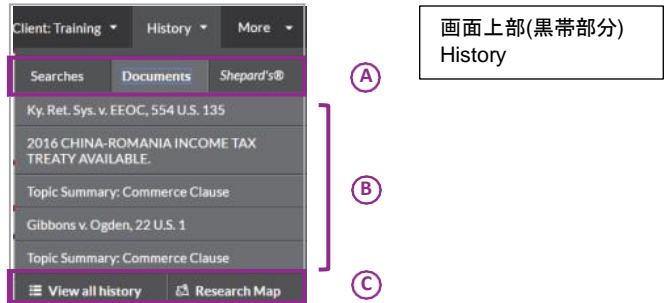 Client: Training History More
画面上部(黒帯部分)
History
Searches Documents Shepard's®
A
Ky. Ret. Sys. v. EEOC, 554 U.S. 135
2016 CHINA-ROMANIA INCOME TAX
TREATY AVAILABLE.
Topic Summary: Commerce Clause
B
Gibbons v. Ogden, 22 U.S. 1
Topic Summary: Commerce Clause
View all history Research Map
C